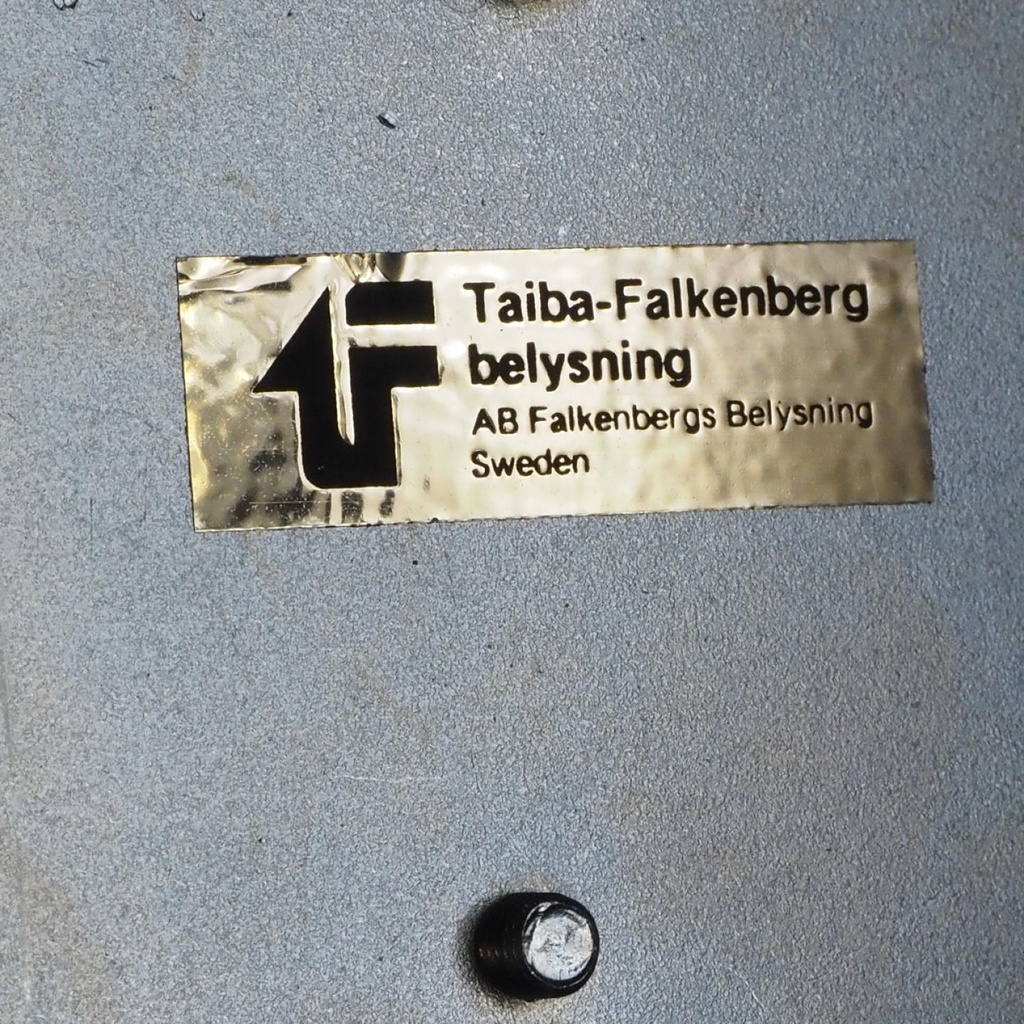 Taiba-Falkenberg
belysning
AB Falkenbergs Belysning
Sweden